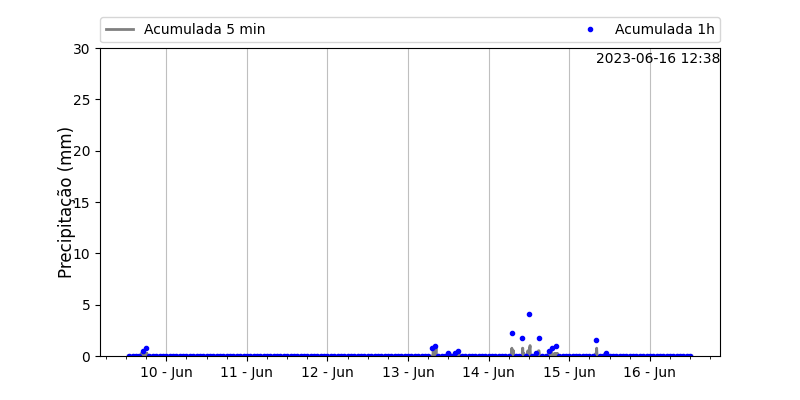 Acumulada 5 min
Acumulada 1h
2023-06-16 12:38
Precipitação (mm)
30
25
20
15
10
5
0
10 - Jun 11 - Jun 12 - Jun 13 - Jun 14 - Jun 15 - Jun 16 - Jun